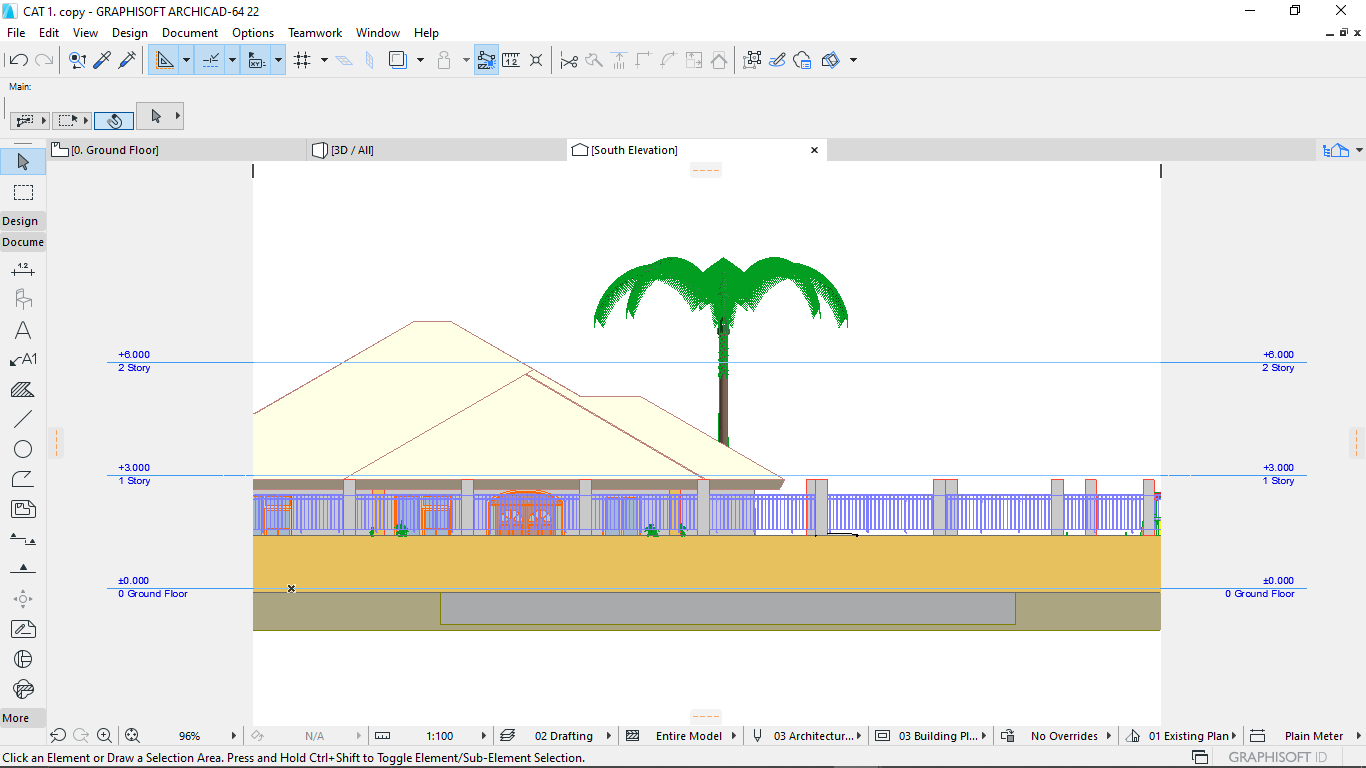 CAT 1. copy - GRAPHISOFT ARCHICAD-64 22
File Edit View Design Document Options Teamwork Window Help
Main:
[0. Ground Floor] [3D / All] [South Elevation]
Design
Docume
1.2
A1
More
+6.000
2 Story
+6.000
2 Story
+3.000
1 Story
+3.000
1 Story
±0.000
0 Ground Floor
±0.000
0 Ground Floor
96% N/A 1:100 02 Drafting Entire Model 03 Architectur... 03 Building Pl... No Overrides 01 Existing Plan Plain Meter
Click an Element or Draw a Selection Area. Press and Hold Ctrl+Shift to Toggle Element/Sub-Element Selection.
GRAPHISOFT ID